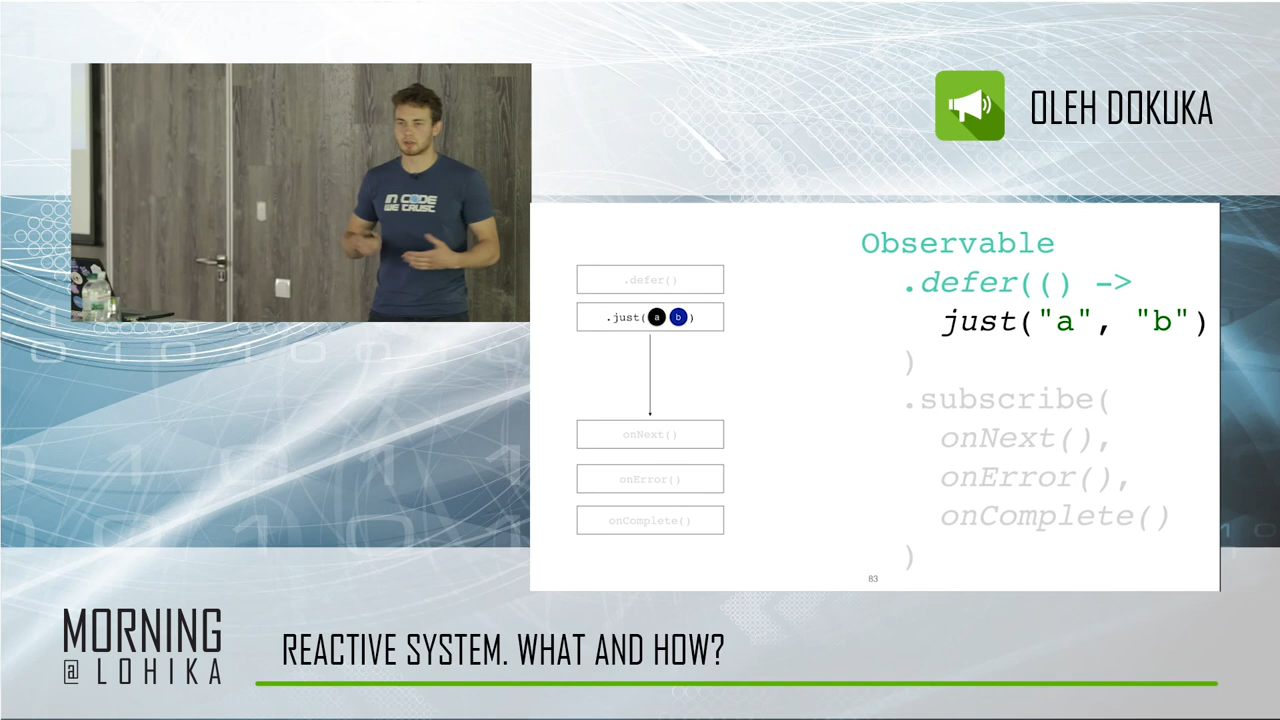 OLEH DOKUKA
IN CODE
WE TRUST
.defer()
.just( a b )
onNext()
onError()
onComplete()
Observable
.defer(() ->
just("a", "b")
)
.subscribe(
onNext(),
onError(),
onComplete()
)
83
MORNING
@ LOHIKA
REACTIVE SYSTEM. WHAT AND HOW?